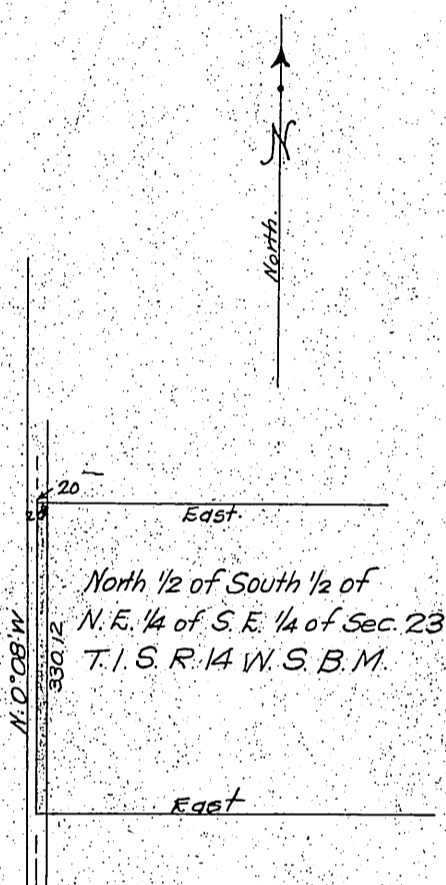 N
North.
20
20
East.
North 1/2 of South 1/2 of
N.E. 1/4 of S.E. 1/4 of Sec. 23
T. 1 S. R. 14 W. S. B. M.
N. 0°08' W
330.12
East